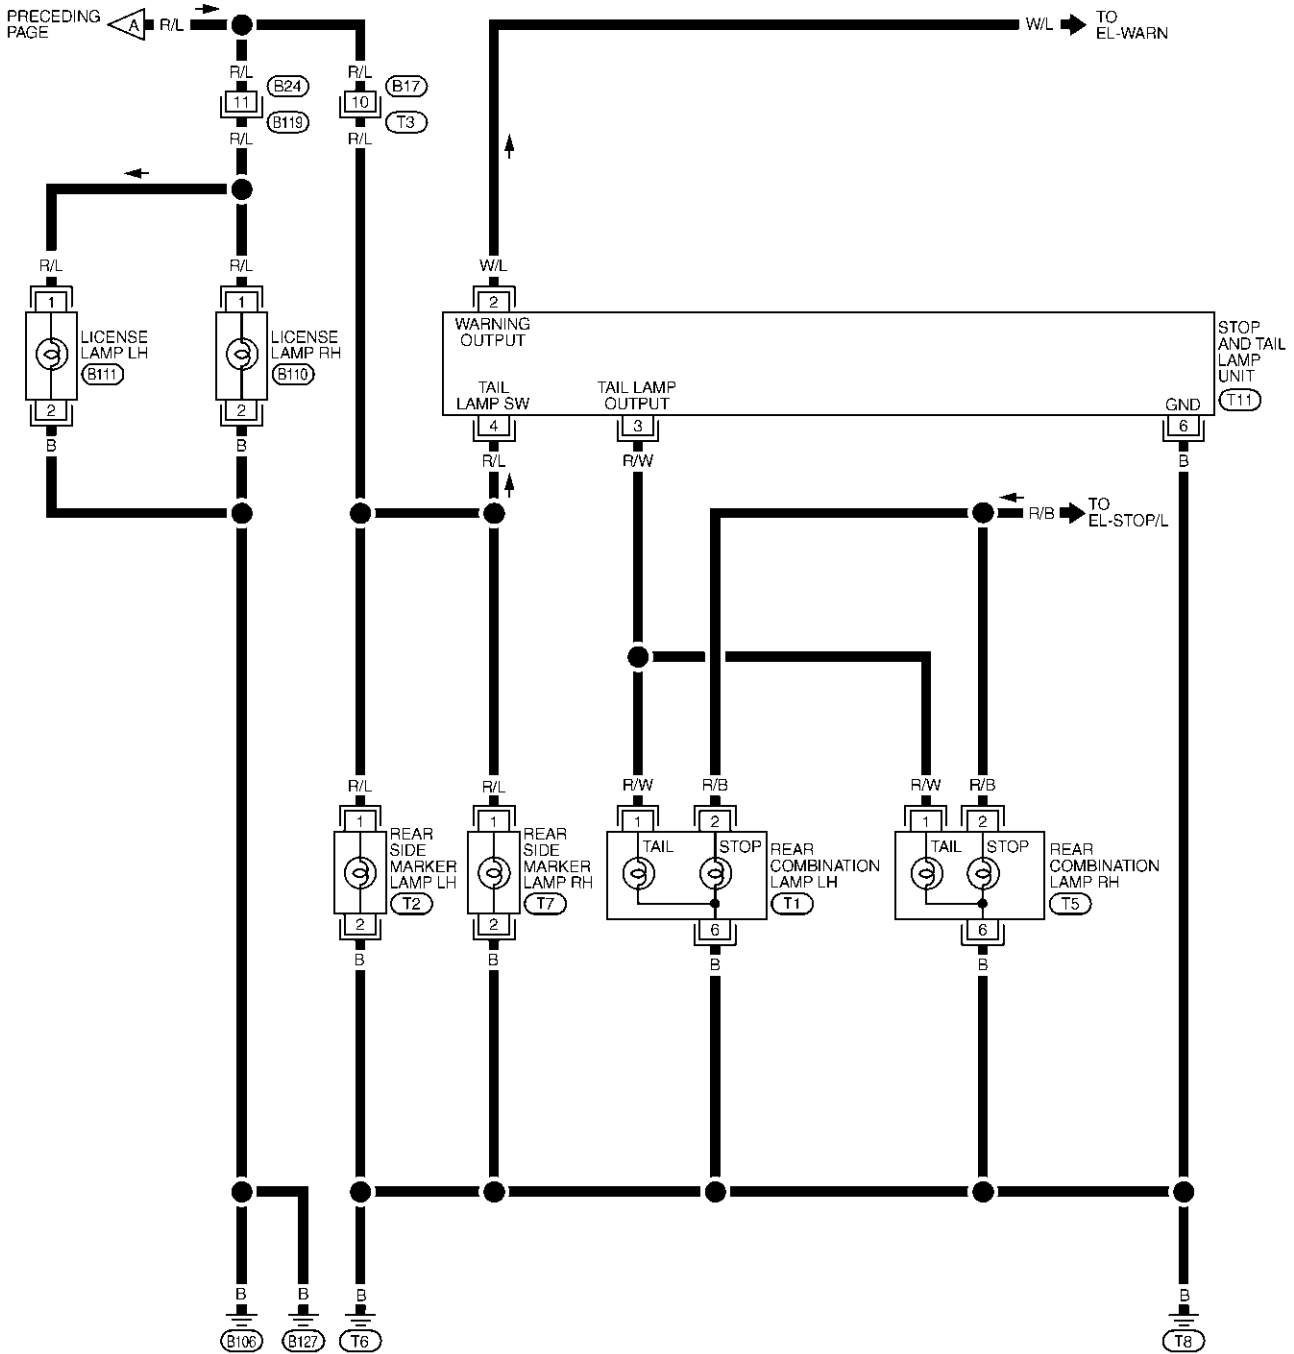 PRECEDING
PAGE
A
R/L
W/L
TO
EL-WARN
R/L
B24
11
B119
R/L
R/L
B17
10
T3
R/L
R/L
R/L
W/L
1
1
2
LICENSE
LAMP LH
B111
LICENSE
LAMP RH
B110
2
2
B
B
WARNING
OUTPUT
TAIL
LAMP SW
TAIL LAMP
OUTPUT
GND
STOP
AND TAIL
LAMP
UNIT
T11
4
3
6
R/L
R/W
B
R/B
TO
EL-STOP/L
R/L
R/L
R/W
R/B
R/W
R/B
1
1
1
2
1
2
REAR
SIDE
MARKER
LAMP LH
T2
REAR
SIDE
MARKER
LAMP RH
T7
TAIL
STOP
REAR
COMBINATION
LAMP LH
T1
TAIL
STOP
REAR
COMBINATION
LAMP RH
T5
2
2
6
6
B
B
B
B
B
B
B
B
B106
B127
T6
T8